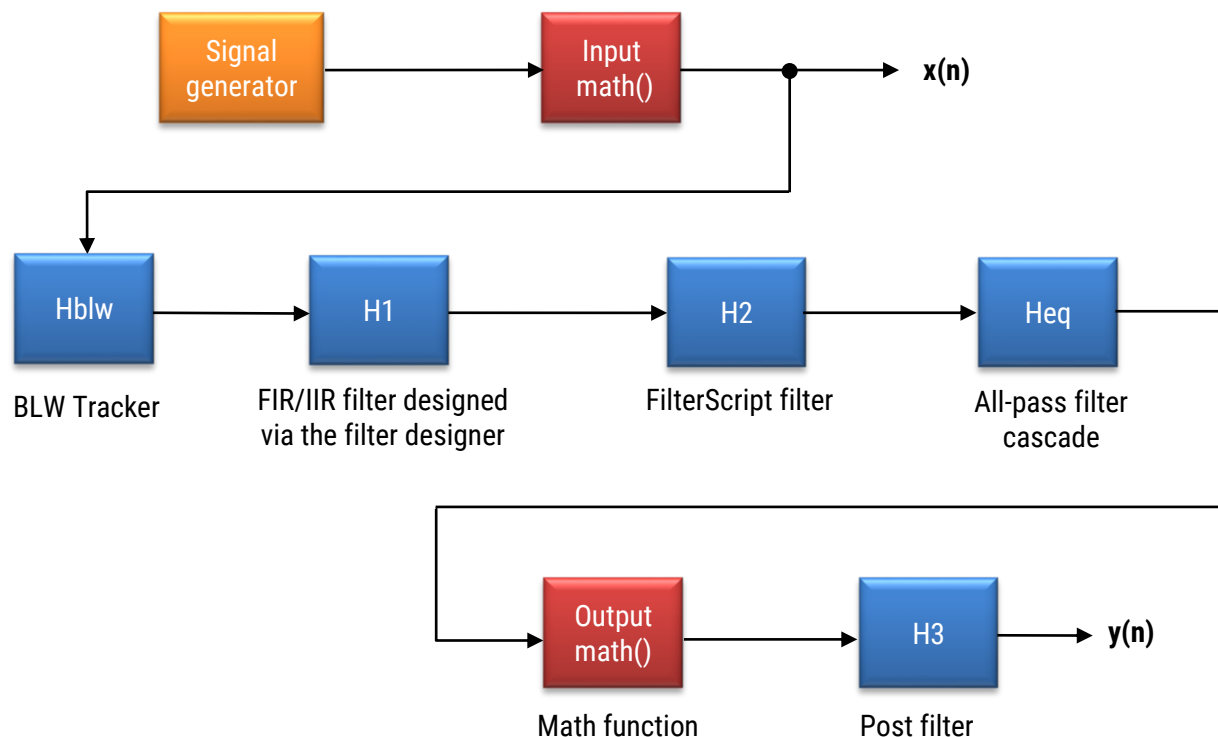 Signal
generator
Input
math()
x(n)
Hblw
H1
H2
Heq
BLW Tracker
FIR/IIR filter designed
via the filter designer
FilterScript filter
All-pass filter
cascade
Output
math()
H3
y(n)
Math function
Post filter